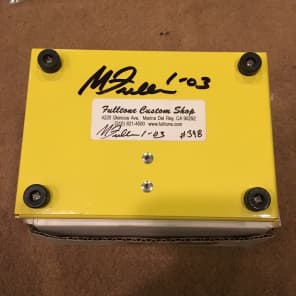 M Fuller 1-03
Fulltone Custom Shop
4225 Glencoe Ave. Marina Del Rey, CA 90292
www.fulltone.com
M Fuller 1-03 #398